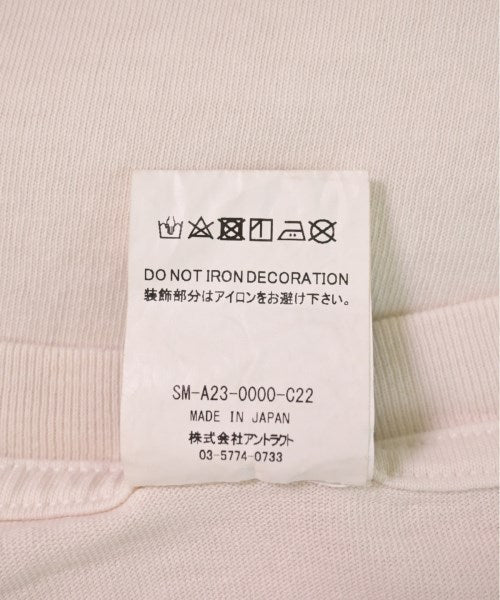 DO NOT IRON DECORATION
装飾部分はアイロンをお避け下さい。
SM-A23-0000-C22
MADE IN JAPAN
株式会社アントラクト
03-5774-0733